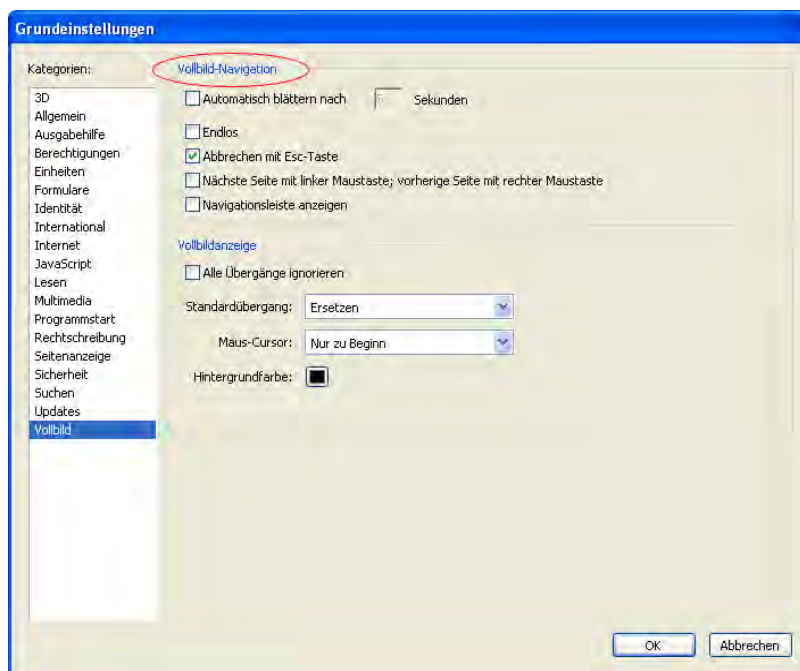 Grundeinstellungen
Kategorien:
3D
Allgemein
Ausgabehilfe
Berechtigungen
Einheiten
Formulare
Identität
International
Internet
JavaScript
Lesen
Multimedia
Programmstart
Rechtschreibung
Seitenanzeige
Sicherheit
Suchen
Updates
Vollbild
Vollbild-Navigation
Automatisch blättern nach Sekunden
Endlos
Abbrechen mit Esc-Taste
Nächste Seite mit linker Maustaste; vorherige Seite mit rechter Maustaste
Navigationsleiste anzeigen
Vollbildanzeige
Alle Übergänge ignorieren
Standardübergang: Ersetzen
Maus-Cursor: Nur zu Beginn
Hintergrundfarbe:
OK Abbrechen